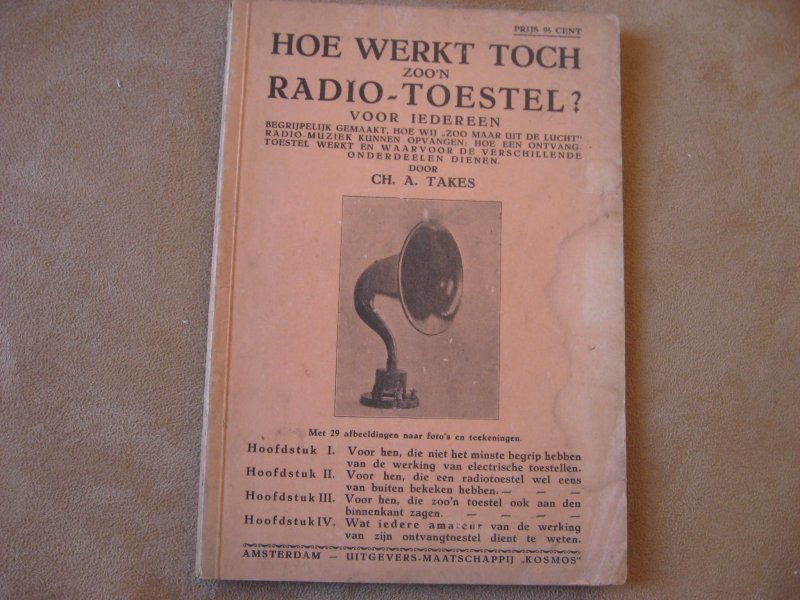 PRIJS 95 CENT
HOE WERKT TOCH
ZOO'N
RADIO-TOESTEL?
VOOR IEDEREEN
BEGRIJPELIJK GEMAAKT, HOE WIJ „ZOO MAAR UIT DE LUCHT"
RADIO-MUZIEK KUNNEN OPVANGEN; HOE EEN ONTVANG-
TOESTEL WERKT EN WAARVOOR DE VERSCHILLENDE
ONDERDEELEN DIENEN.
DOOR
CH. A. TAKES
Met 29 afbeeldingen naar foto's en teekeningen.
Hoofdstuk I. Voor hen, die niet het minste begrip hebben
van de werking van electrische toestellen.
Hoofdstuk II. Voor hen, die een radiotoestel wel eens
van buiten bekeken hebben. — — —
Hoofdstuk III. Voor hen, die zoo'n toestel ook aan den
binnenkant zagen. — — — —
Hoofdstuk IV. Wat iedere amateur van de werking
van zijn ontvangtoestel dient te weten.
AMSTERDAM — UITGEVERS-MAATSCHAPPIJ „KOSMOS"